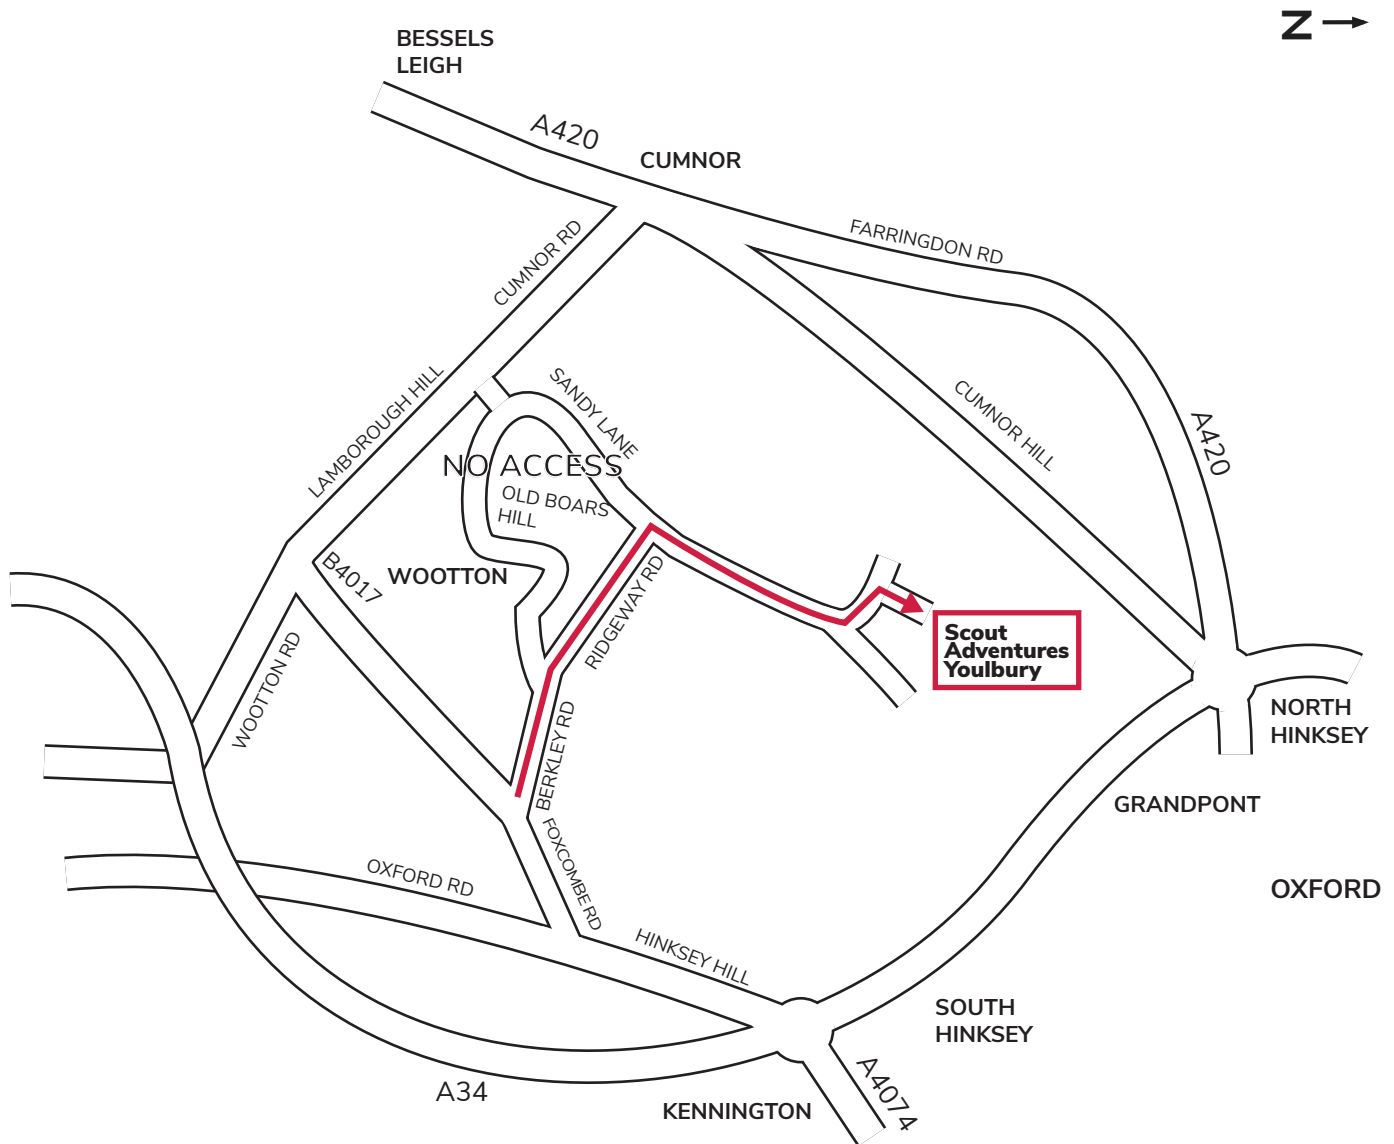 N
BESSELS
LEIGH
A420
CUMNOR
FARRINGDON RD
CUMNOR RD
SANDY LANE
LAMBOROUGH HILL
CUMNOR HILL
A420
NO ACCESS
OLD BOARS
HILL
B4017
WOOTTON
RIDGEWAY RD
WOOTTON RD
Scout
Adventures
Youlbury
BERKLEY RD
NORTH
HINKSEY
GRANDPONT
FOXCOMBE RD
OXFORD RD
OXFORD
HINKSEY HILL
SOUTH
HINKSEY
A34
A4074
KENNINGTON